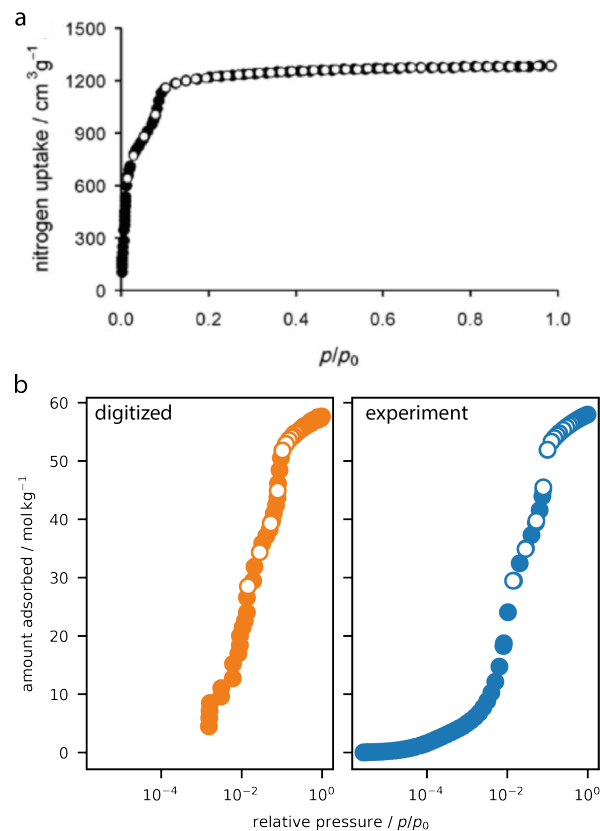 a
nitrogen uptake / cm³g⁻¹
1500
1200
900
600
300
0
0.0 0.2 0.4 0.6 0.8 1.0
p/p₀
b
digitized experiment
amount adsorbed / mol kg⁻¹
60
50
40
30
20
10
0
10⁻⁴ 10⁻² 10⁰ 10⁻⁴ 10⁻² 10⁰
relative pressure / p/p₀